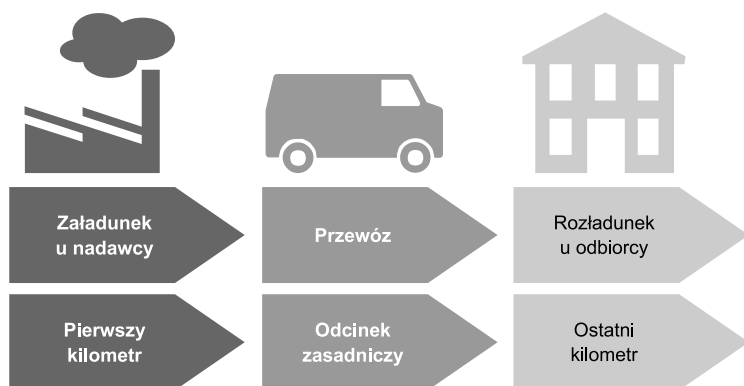 Załadunek
u nadawcy
Przewóz
Rozładunek
u odbiorcy
Pierwszy
kilometr
Odcinek
zasadniczy
Ostatni
kilometr